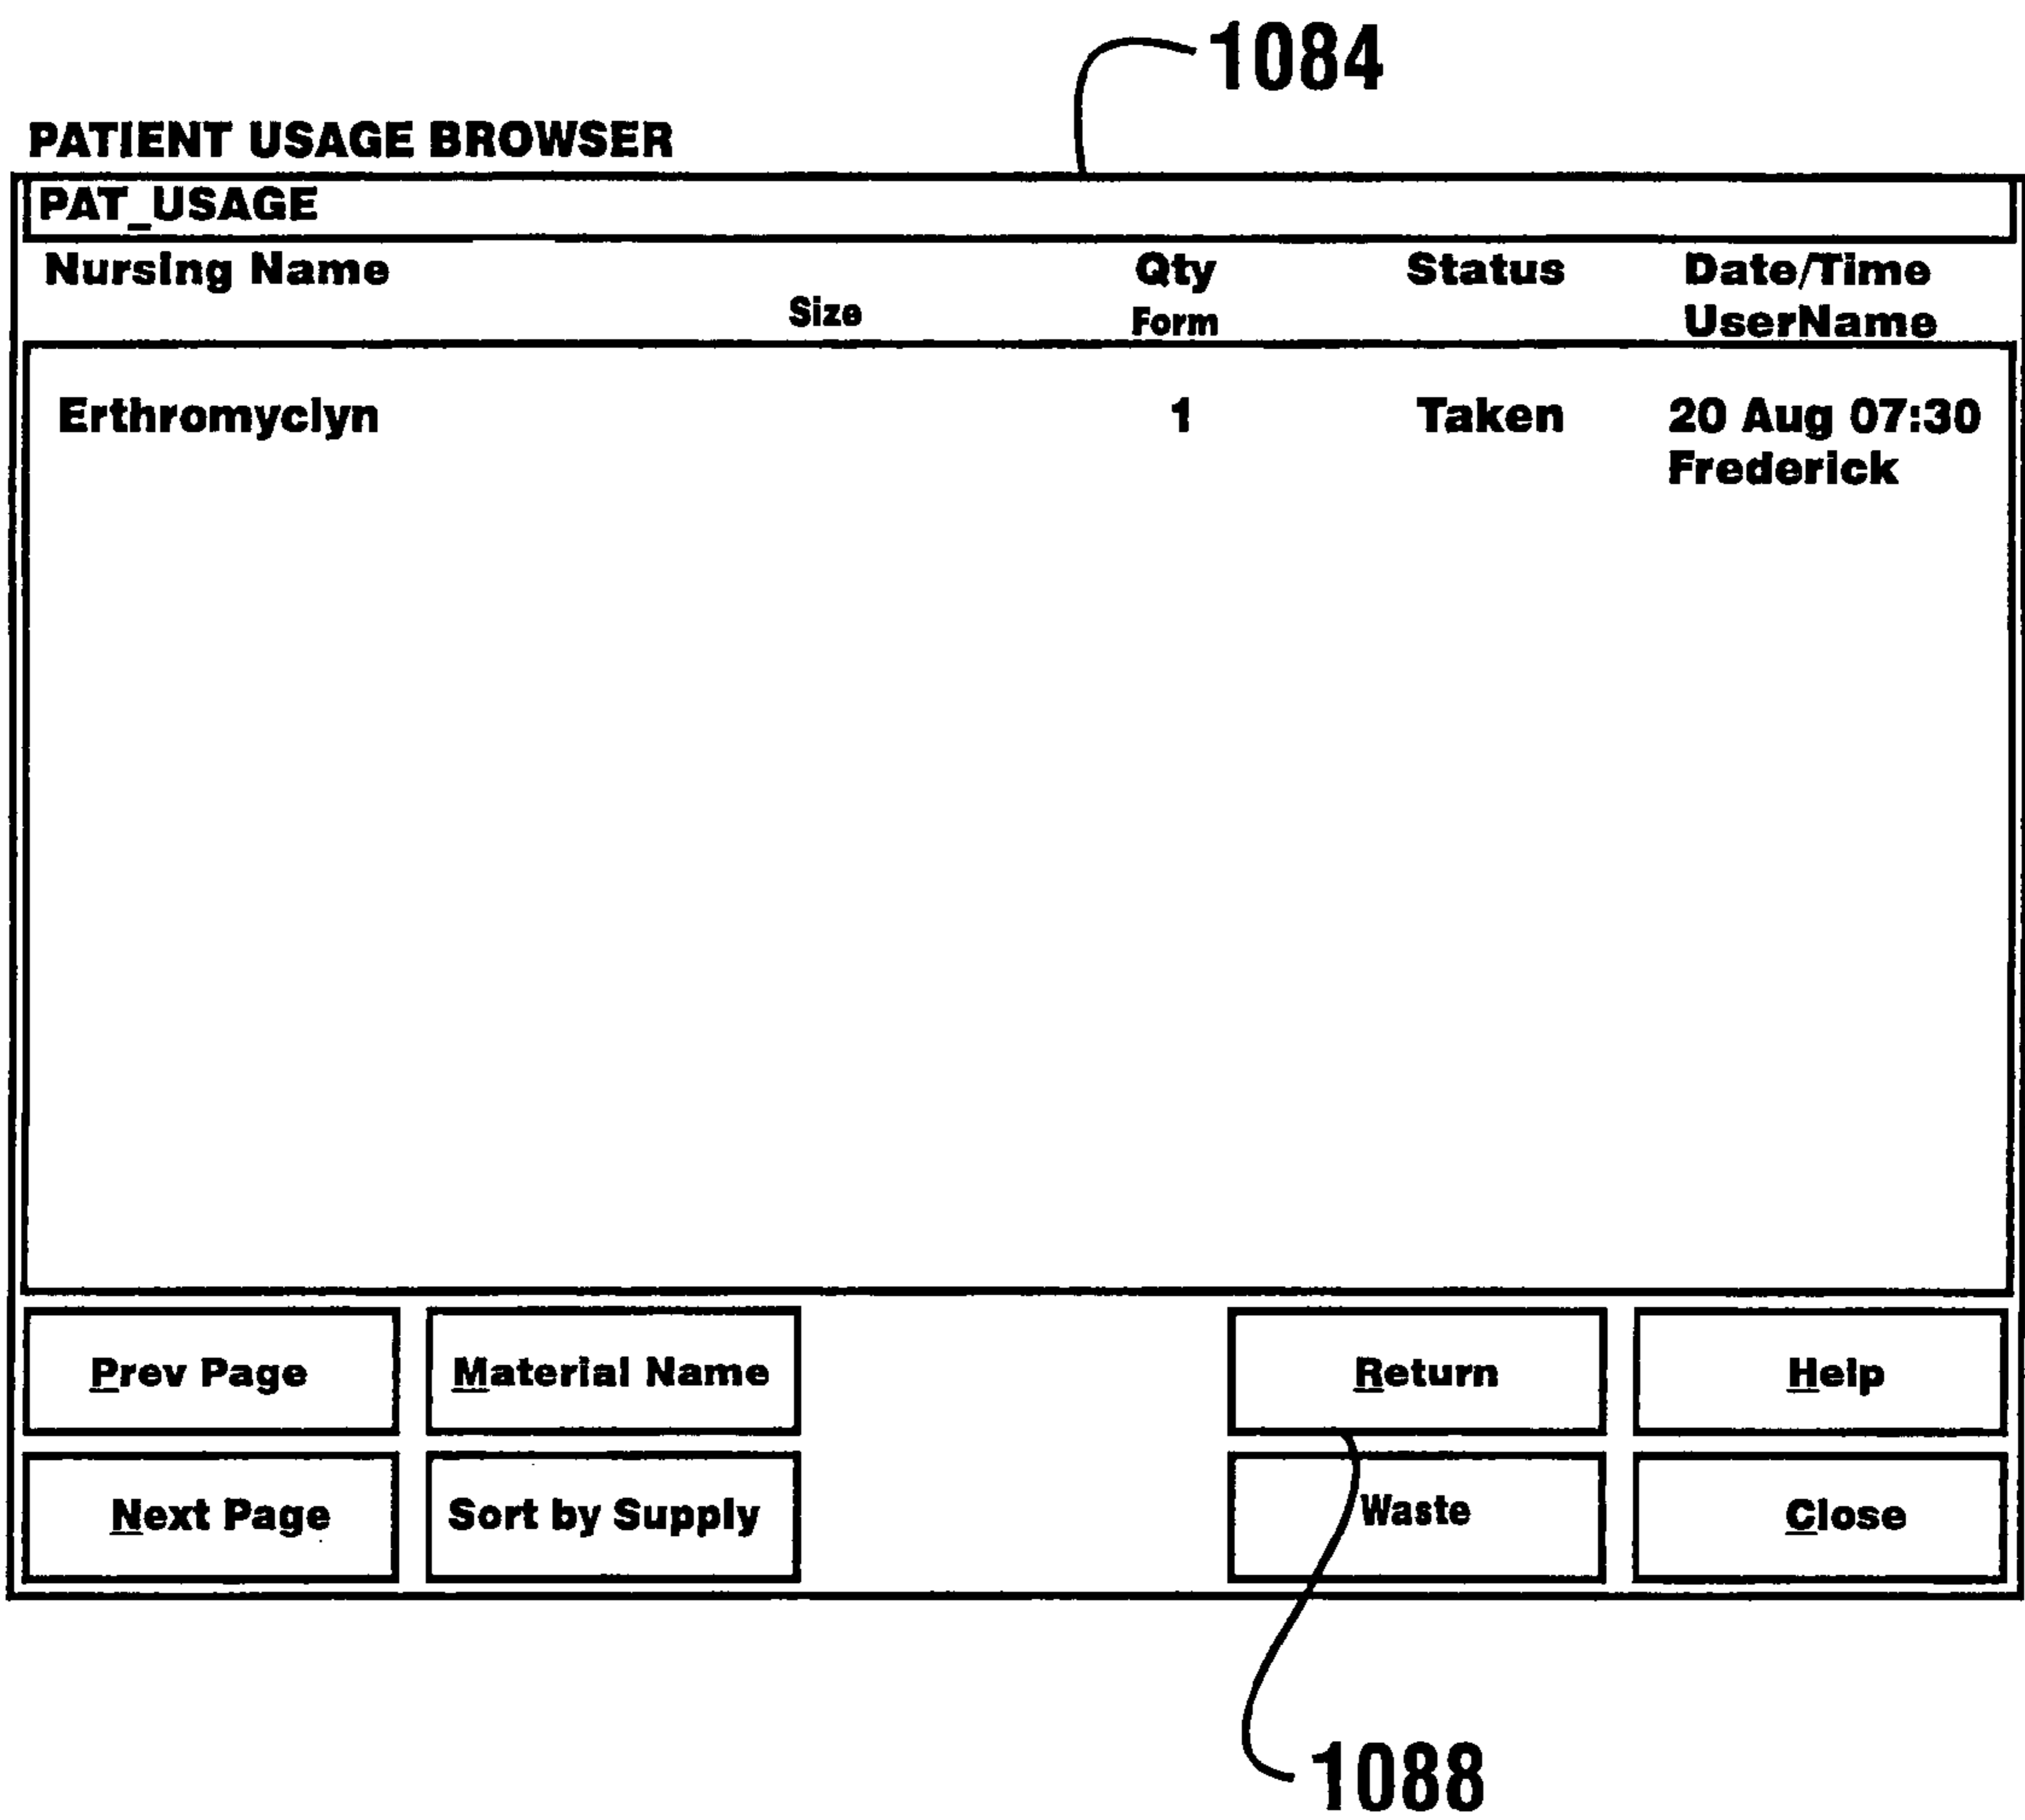 1084
PATIENT USAGE BROWSER
PAT_USAGE
Nursing Name Qty Status Date/Time
Size Form UserName
Erthromyclyn 1 Taken 20 Aug 07:30
Frederick
Prev Page Material Name Return Help
Next Page Sort by Supply Waste Close
1088